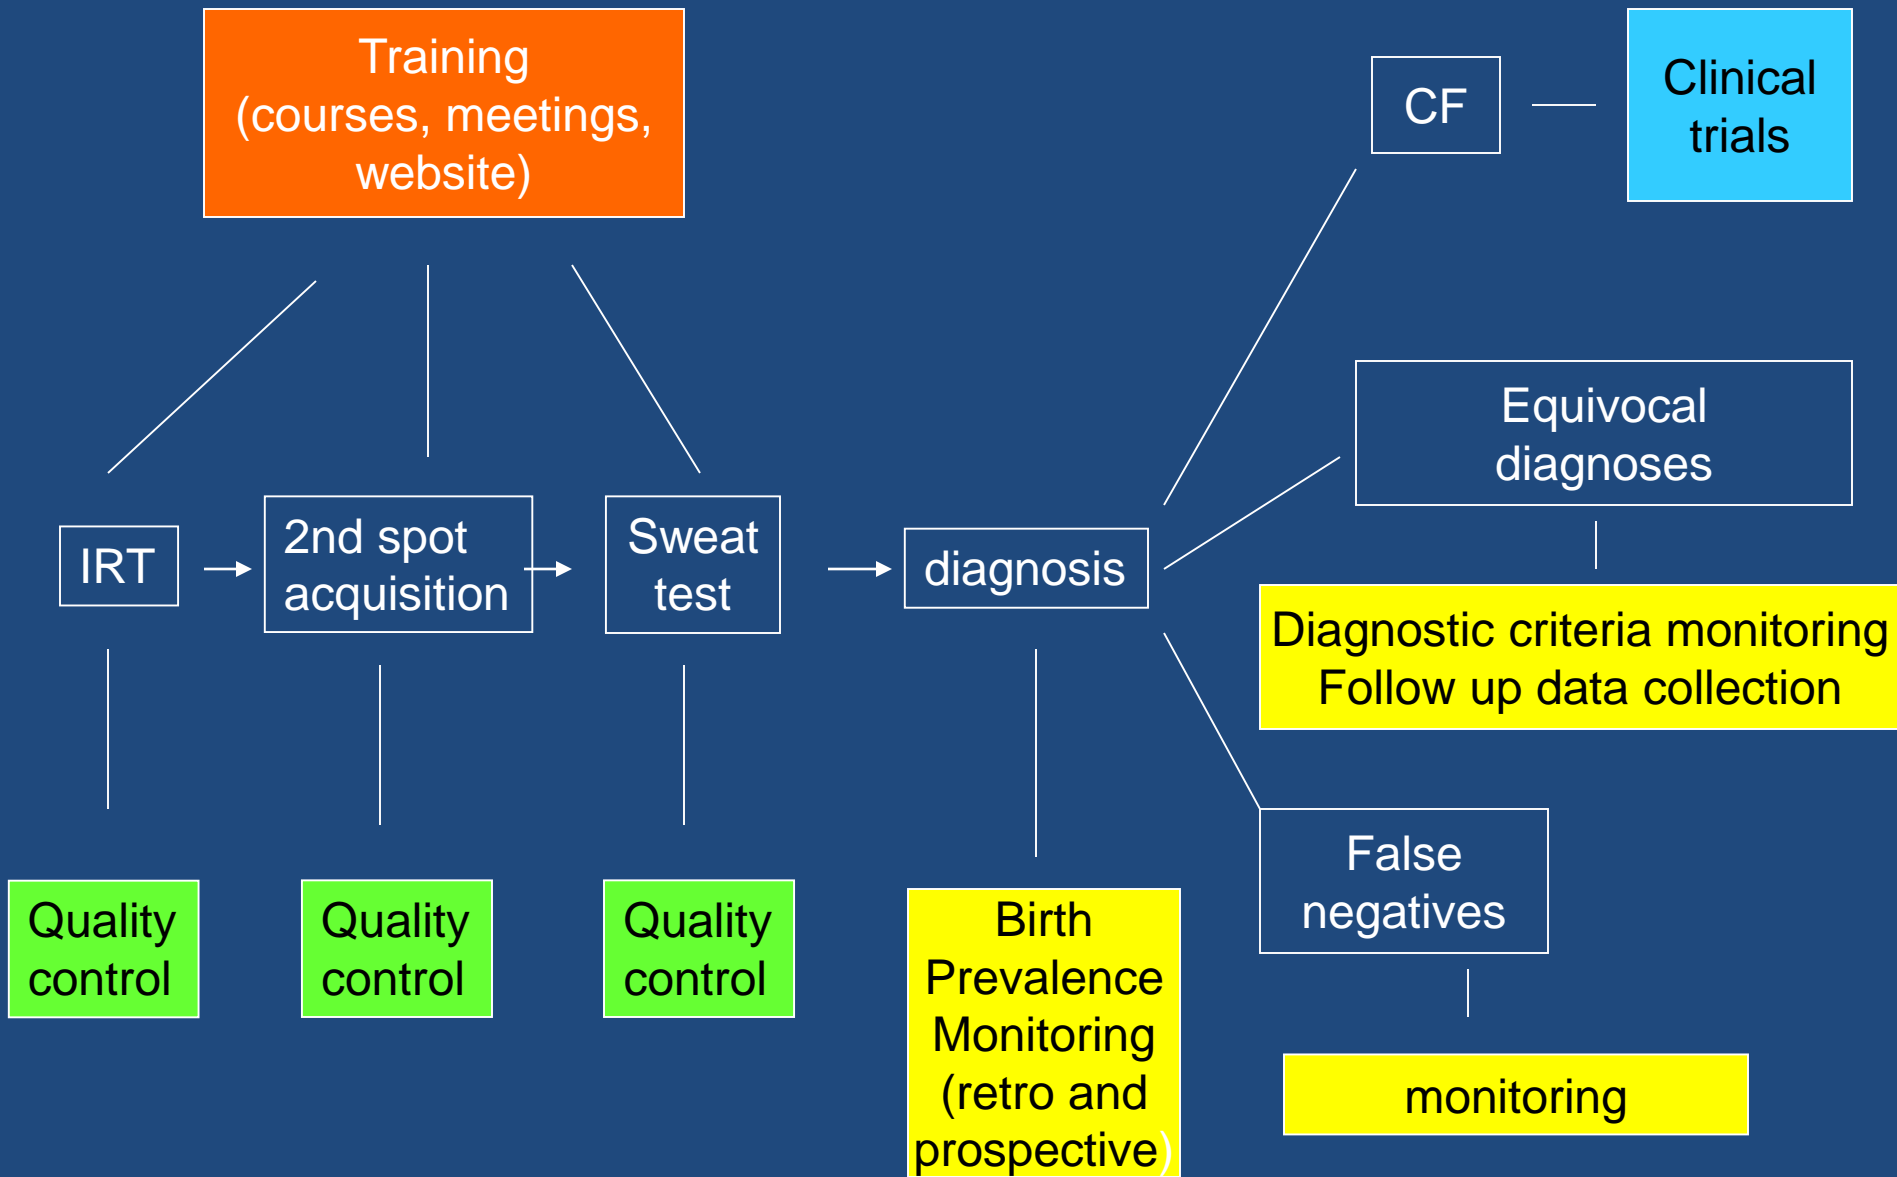 Training
(courses, meetings,
website)
CF
Clinical
trials
Equivocal
diagnoses
IRT
2nd spot
acquisition
Sweat
test
diagnosis
Diagnostic criteria monitoring
Follow up data collection
False
negatives
Quality
control
Quality
control
Quality
control
Birth
Prevalence
Monitoring
(retro and
prospective)
monitoring